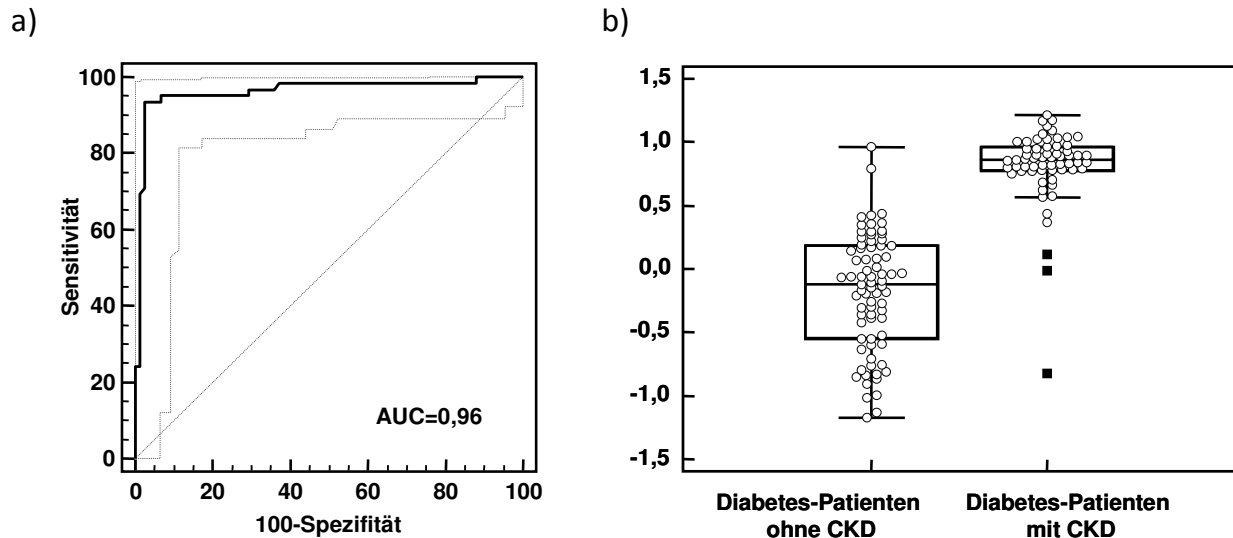 a)
100
80
60
40
20
0
Sensitivität
AUC=0,96
0 20 40 60 80 100
100-Spezifität
b)
1,5
1,0
0,5
0,0
-0,5
-1,0
-1,5
Diabetes-Patienten
ohne CKD
Diabetes-Patienten
mit CKD